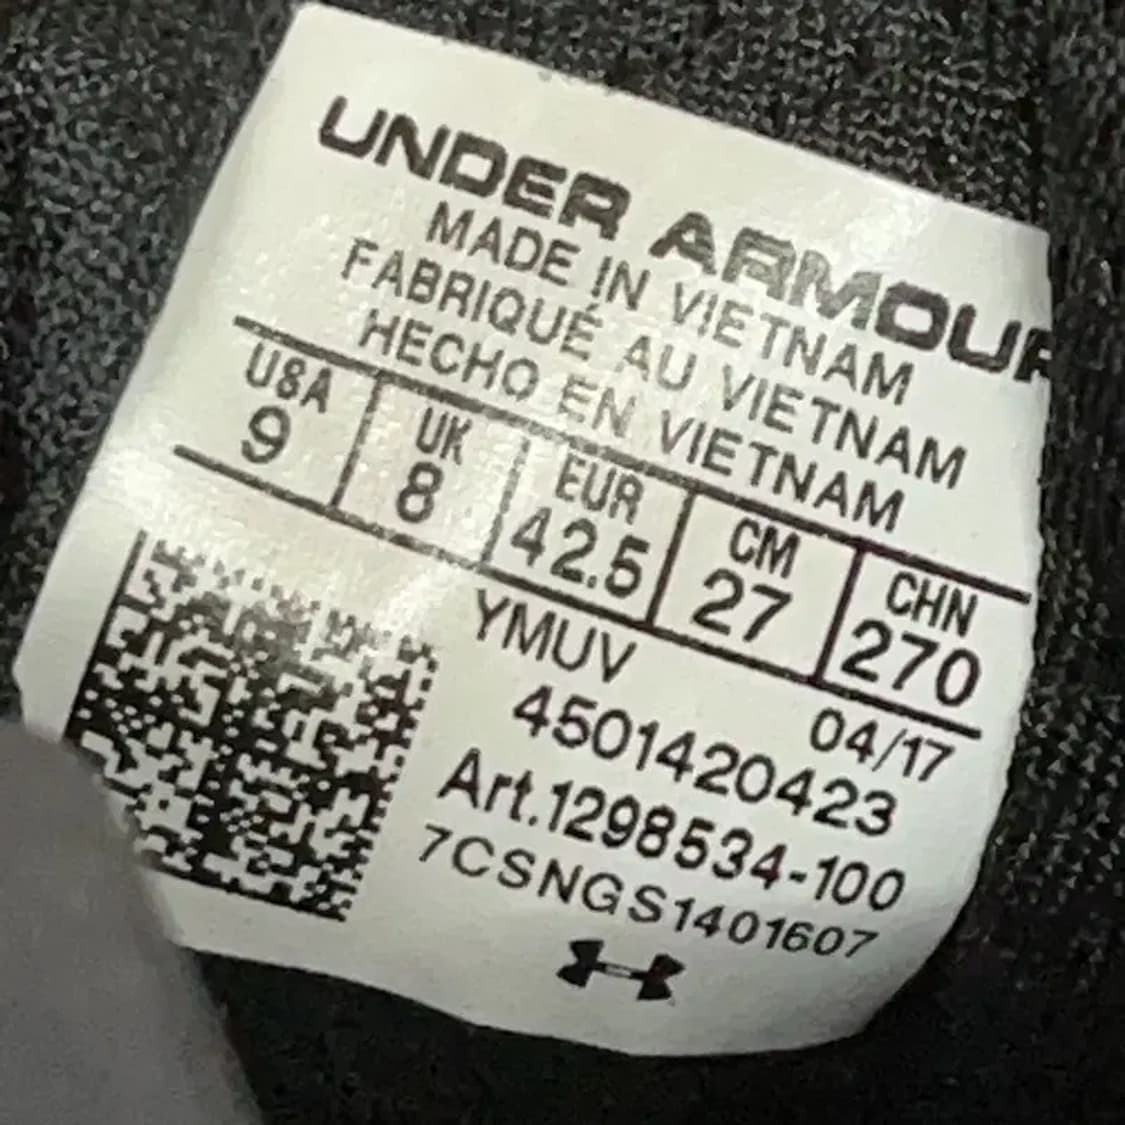 UNDER ARMOUR
MADE IN VIETNAM
FABRIQUÉ AU VIETNAM
HECHO EN VIETNAM
USA UK EUR CM CHN
9 8 42.5 27 270
YMUV 04/17
4501420423
Art.1298534-100
7CSNGS1401607